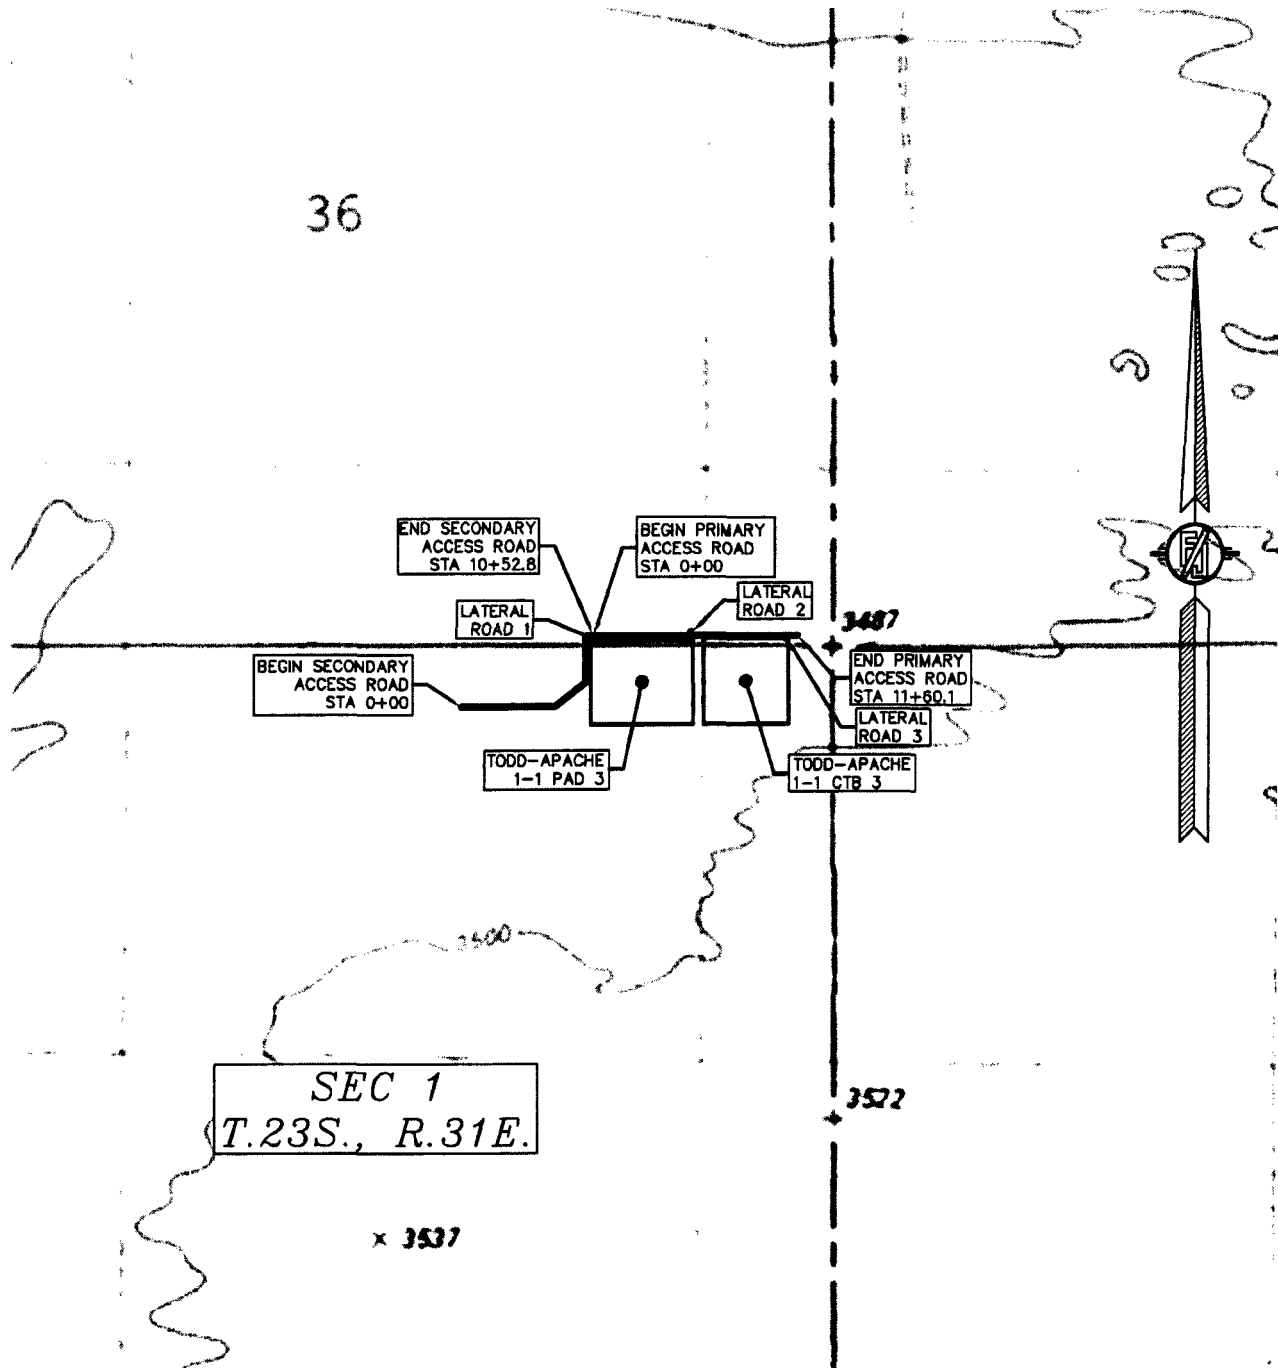 36
END SECONDARY
ACCESS ROAD
STA 10+52.8
BEGIN PRIMARY
ACCESS ROAD
STA 0+00
LATERAL
ROAD 1
LATERAL
ROAD 2
3487
BEGIN SECONDARY
ACCESS ROAD
STA 0+00
END PRIMARY
ACCESS ROAD
STA 11+60.1
LATERAL
ROAD 3
TODD-APACHE
1-1 PAD 3
TODD-APACHE
1-1 CTB 3
3500
SEC 1
T.23S., R.31E.
3522
x 3537